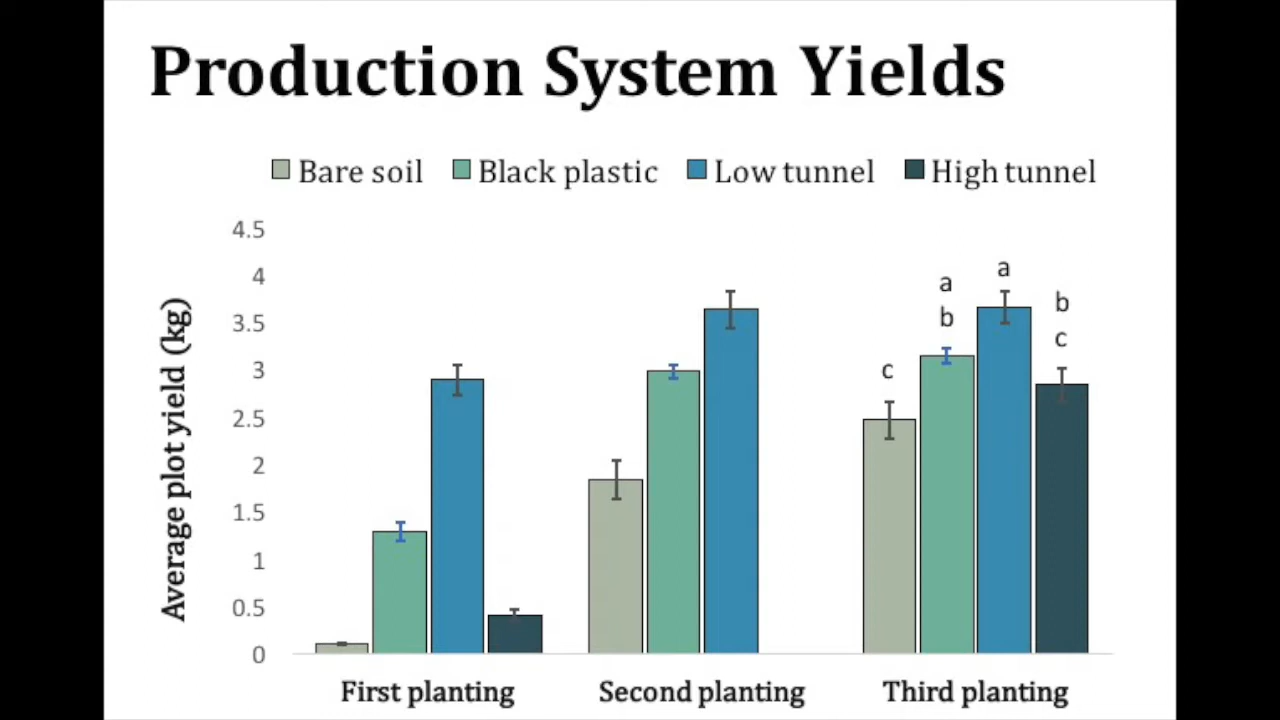 Production System Yields
Bare soil Black plastic Low tunnel High tunnel
Average plot yield (kg)
4.5
4
3.5
3
2.5
2
1.5
1
0.5
0
c
a
b
a
b
c
First planting Second planting Third planting